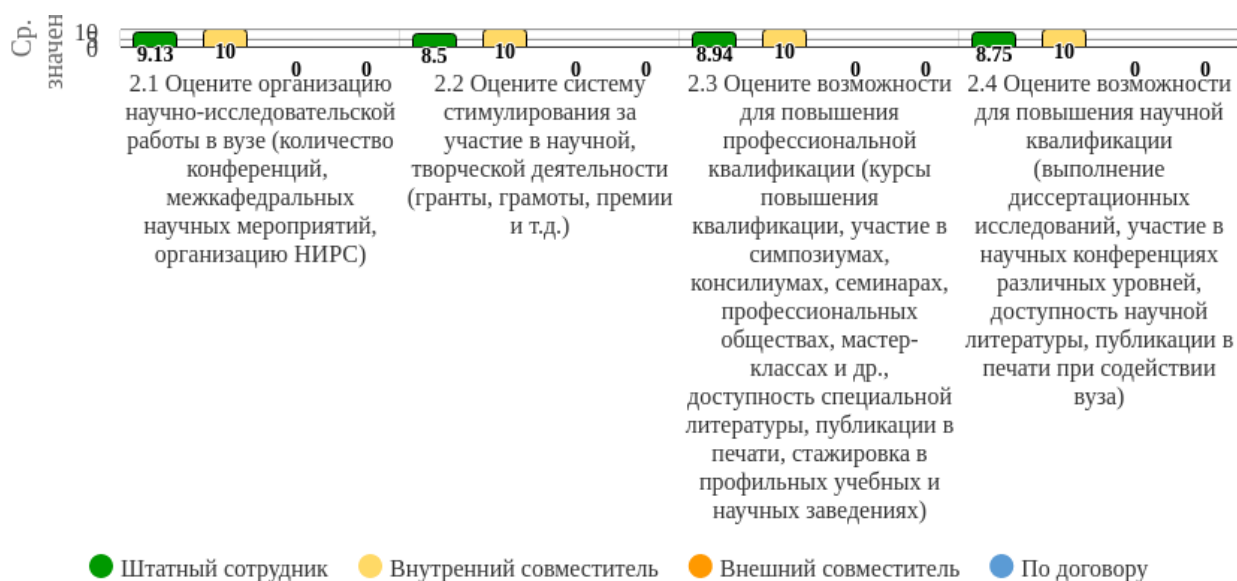 Ср.
значен
10
5
0
9.13
10
0
0
8.5
10
0
0
8.94
10
0
0
8.75
10
0
0
2.1 Оцените организацию
научно-исследовательской
работы в вузе (количество
конференций,
межкафедральных
научных мероприятий,
организацию НИРС)
2.2 Оцените систему
стимулирования за
участие в научной,
творческой деятельности
(гранты, грамоты, премии
и т.д.)
2.3 Оцените возможности
для повышения
профессиональной
квалификации (курсы
повышения
квалификации, участие в
симпозиумах,
консилиумах, семинарах,
профессиональных
обществах, мастер-
классах и др.,
доступность специальной
литературы, публикации в
печати, стажировка в
профильных учебных и
научных заведениях)
2.4 Оцените возможности
для повышения научной
квалификации
(выполнение
диссертационных
исследований, участие в
научных конференциях
различных уровней,
доступность научной
литературы, публикации в
печати при содействии
вуза)
Штатный сотрудник
Внутренний совместитель
Внешний совместитель
По договору